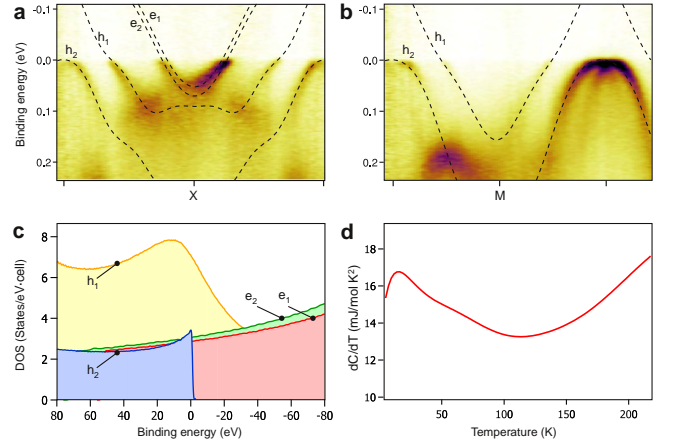 a
b
-0.1
0.0
0.1
0.2
Binding energy (eV)
h2
h1
e2
e1
X
-0.1
0.0
0.1
0.2
h2
h1
M
c
d
8
6
4
2
0
DOS (States/eV-cell)
h1
h2
e2
e1
80 60 40 20 0 -20 -40 -60 -80
Binding energy (eV)
18
16
14
12
10
dC/dT (mJ/mol K²)
50 100 150 200
Temperature (K)